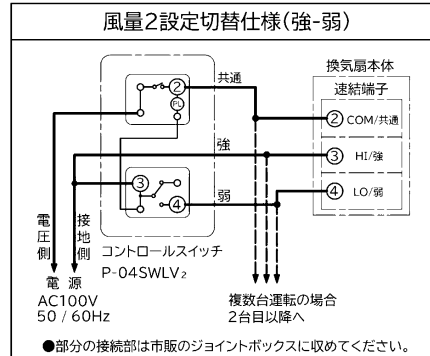 風量2設定切替仕様(強-弱)
換気扇本体
速結端子
共通
② PL
② COM/共通
強
③ HI/強
③
④
弱
④ LO/弱
電圧側
接地側
コントロールスイッチ
P-04SWLV2
電源
AC100V
50 / 60Hz
複数台運転の場合
2台目以降へ
●部分の接続部は市販のジョイントボックスに収めてください。